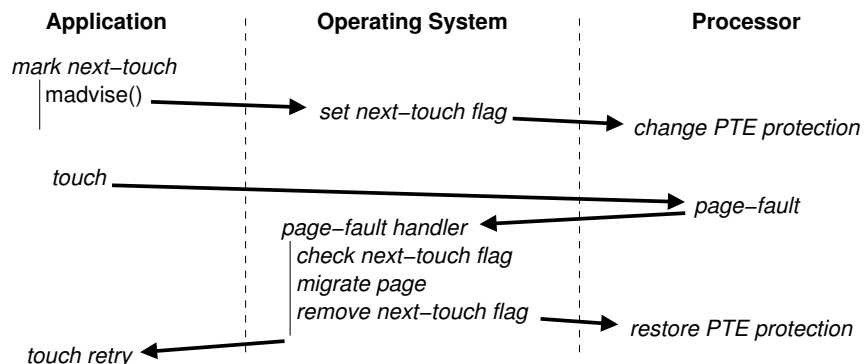 Application Operating System Processor
mark next−touch
madvise()
set next−touch flag
change PTE protection
touch
page−fault
page−fault handler
check next−touch flag
migrate page
remove next−touch flag
restore PTE protection
touch retry